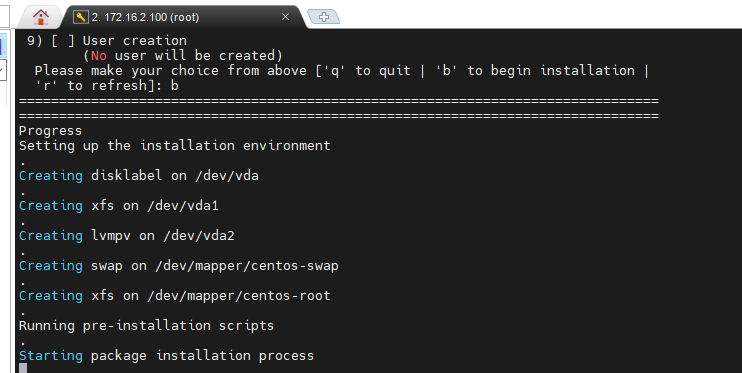 2. 172.16.2.100 (root)
9) [ ] User creation
(No user will be created)
Please make your choice from above ['q' to quit | 'b' to begin installation |
'r' to refresh]: b
================================================================================
================================================================================
Progress
Setting up the installation environment
.
Creating disklabel on /dev/vda
.
Creating xfs on /dev/vda1
.
Creating lvmpv on /dev/vda2
.
Creating swap on /dev/mapper/centos-swap
.
Creating xfs on /dev/mapper/centos-root
.
Running pre-installation scripts
.
Starting package installation process